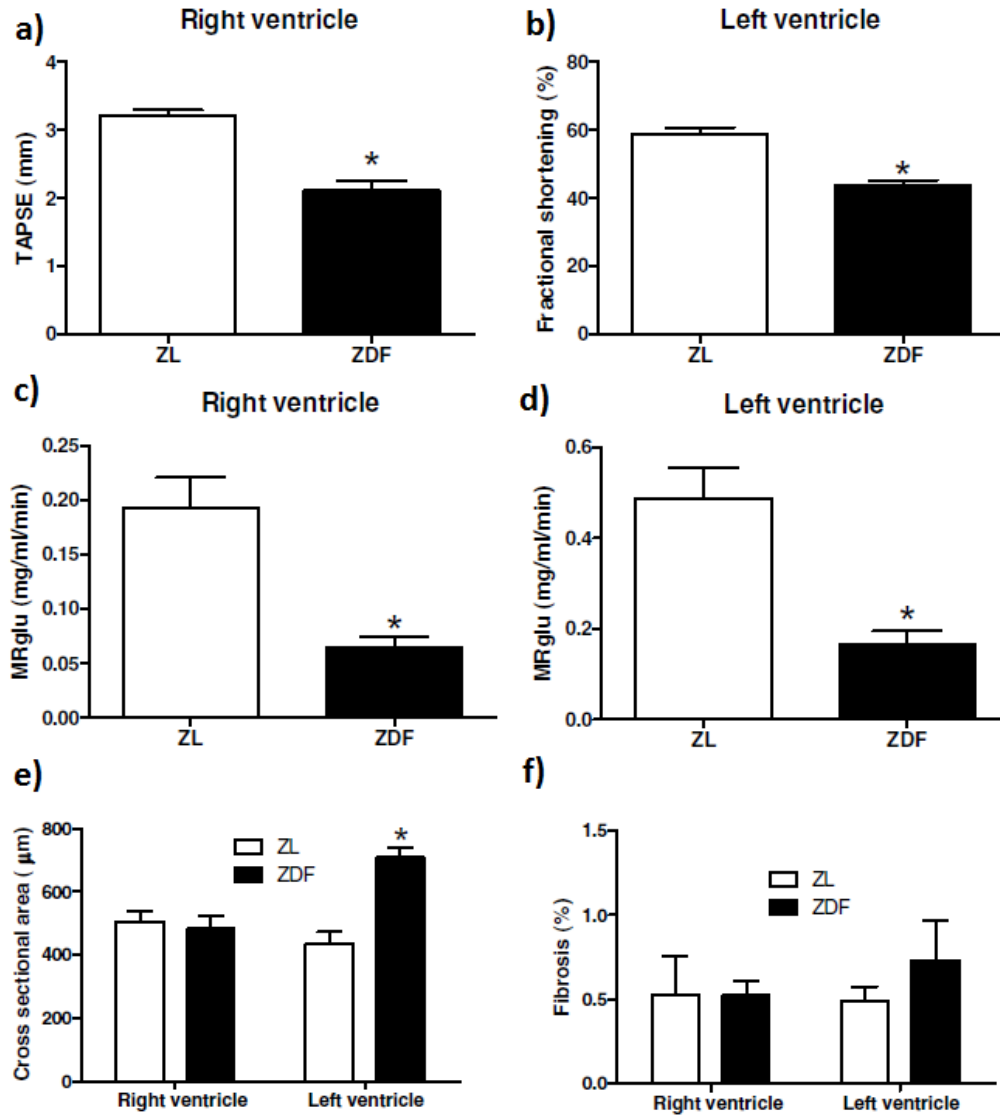 a)
Right ventricle
TAPSE (mm)
4
3
2
1
0
*
ZL
ZDF
b)
Left ventricle
Fractional shortening (%)
80
60
40
20
0
*
ZL
ZDF
c)
Right ventricle
MRglu (mg/ml/min)
0.25
0.20
0.15
0.10
0.05
0.00
*
ZL
ZDF
d)
Left ventricle
MRglu (mg/ml/min)
0.6
0.4
0.2
0.0
*
ZL
ZDF
e)
Cross sectional area ( μm)
800
600
400
200
0
ZL
ZDF
*
Right ventricle
Left ventricle
f)
Fibrosis (%)
1.5
1.0
0.5
0.0
ZL
ZDF
Right ventricle
Left ventricle